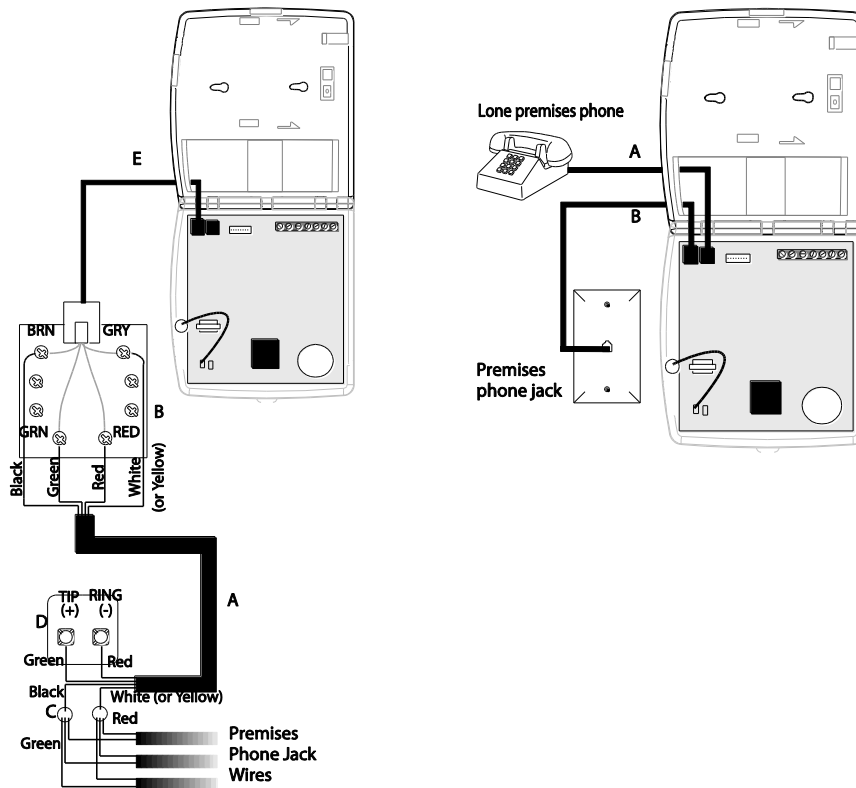 E
BRN
GRY
GRN
RED
B
Black
Green
Red
White
(or Yellow)
A
TIP
(+)
RING
(-)
D
Green
Red
Black
White (or Yellow)
C
Red
Green
Premises
Phone Jack
Wires
Lone premises phone
A
B
Premises
phone jack